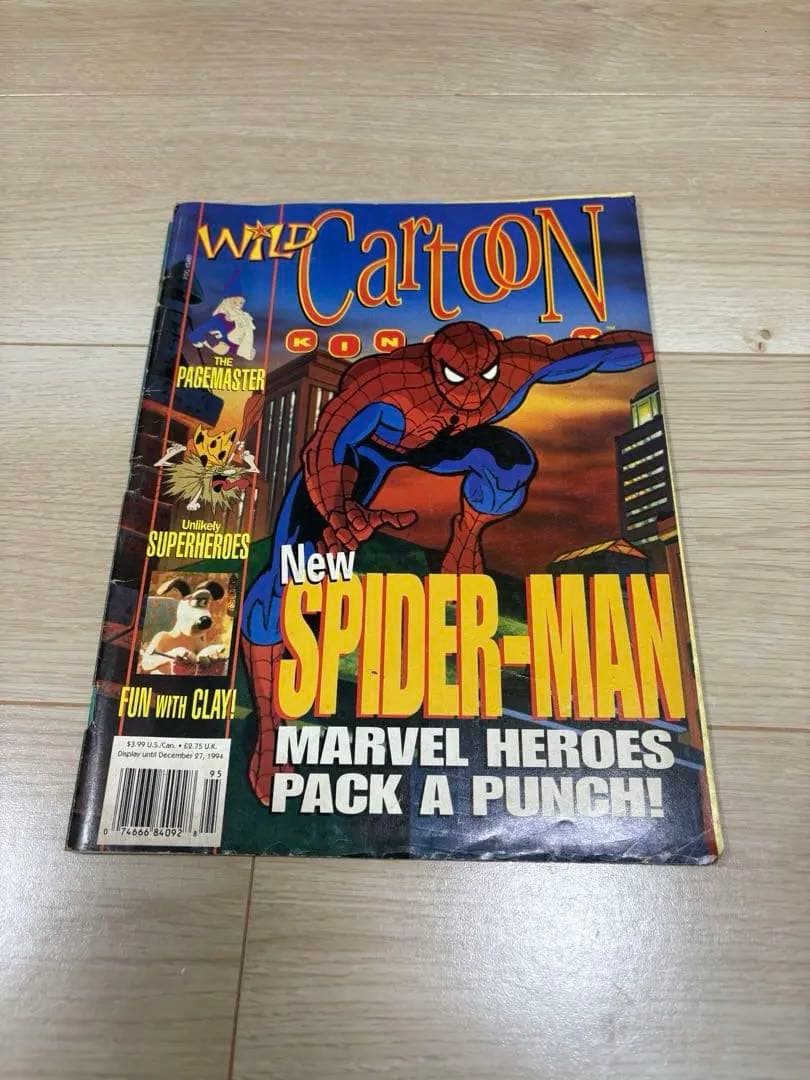 WiLD CartooN
THE
PAGEMASTER
Unlikely
SUPERHEROES
FUN WITH CLAY!
New
SPIDER-MAN
MARVEL HEROES
PACK A PUNCH!
$3.99 U.S./Can. • £2.75 U.K.
Display until December 27, 1994
95
0 74666 84092 8